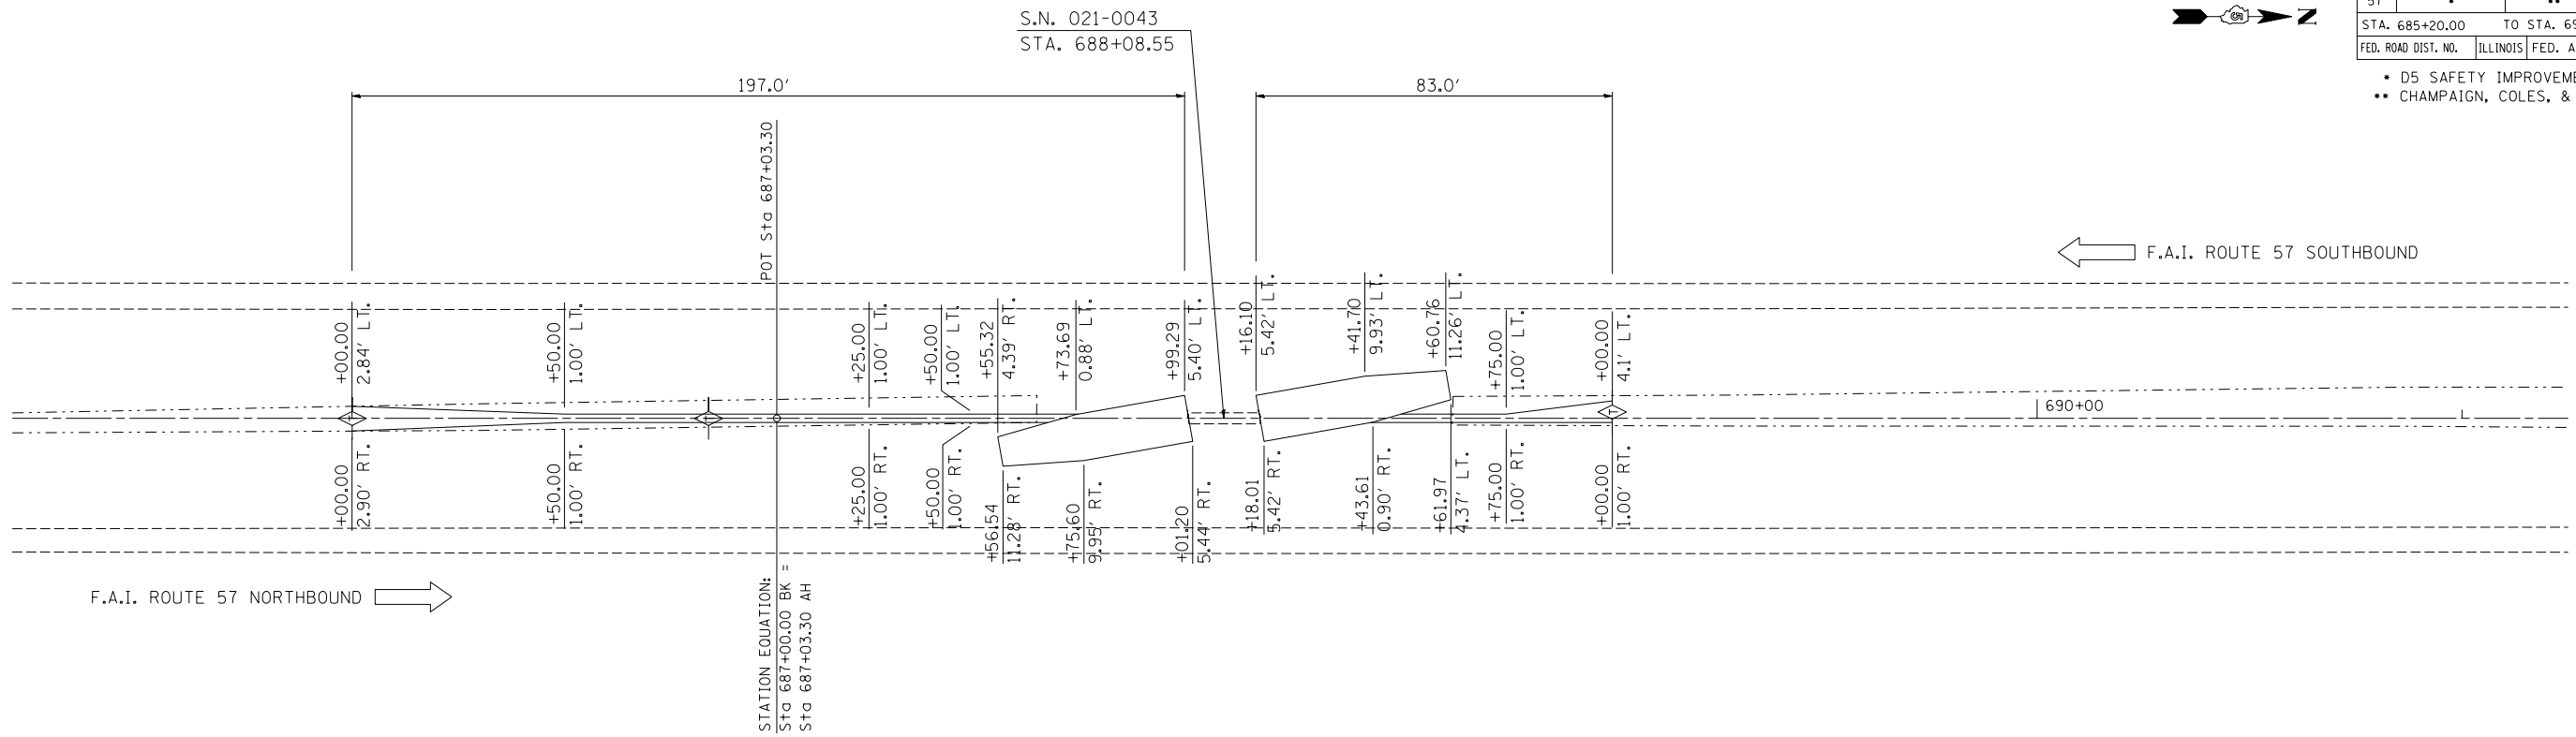 S.N. 021-0043
STA. 688+08.55
N
57 * **
STA. 685+20.00 TO STA.
FED. ROAD DIST. NO. ILLINOIS FED.
* D5 SAFETY
** CHAMPAIGN, COLES, &
197.0′
83.0′
POT Sta 687+03.30
F.A.I. ROUTE 57 SOUTHBOUND
+00.00
2.84′ LT.
+50.00
1.00′ LT.
+25.00
1.00′ LT.
+50.00
1.00′ LT.
+55.32
4.39′ RT.
+73.69
0.88′ LT.
+99.29
5.40′ LT.
+16.10
5.42′ LT.
+41.70
9.93′ LT.
+60.76
11.26′ LT.
+75.00
1.00′ LT.
+00.00
4.1′ LT.
690+00
+00.00
2.90′ RT.
+50.00
1.00′ RT.
+25.00
1.00′ RT.
+50.00
1.00′ RT.
+56.54
11.28′ RT.
+75.60
9.95′ RT.
+01.20
5.44′ RT.
+18.01
5.42′ RT.
+43.61
0.90′ RT.
+61.97
4.37′ LT.
+75.00
1.00′ RT.
+00.00
1.00′ RT.
F.A.I. ROUTE 57 NORTHBOUND
STATION EQUATION:
Sta 687+00.00 BK =
Sta 687+03.30 AH